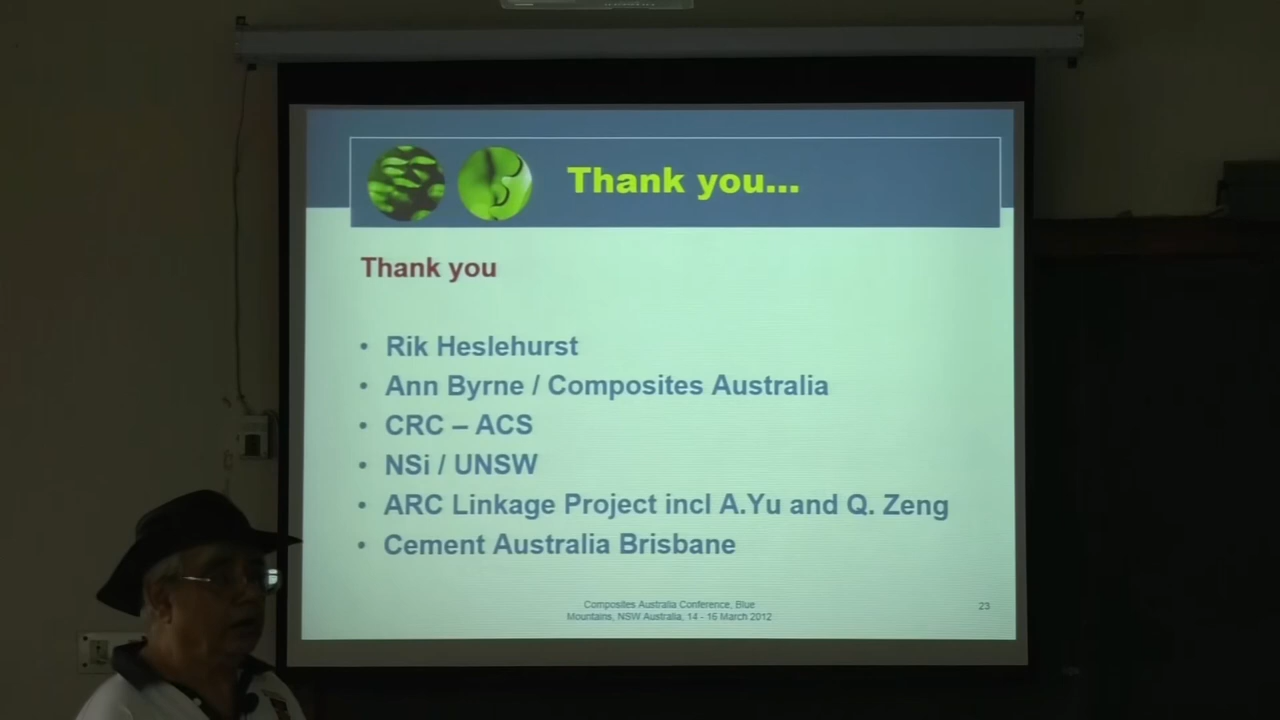 Thank you...
Thank you
• Rik Heslehurst
• Ann Byrne / Composites Australia
• CRC – ACS
• NSi / UNSW
• ARC Linkage Project incl A.Yu and Q. Zeng
• Cement Australia Brisbane
Composites Australia Conference, Blue
Mountains, NSW Australia, 14 - 16 March 2012
23